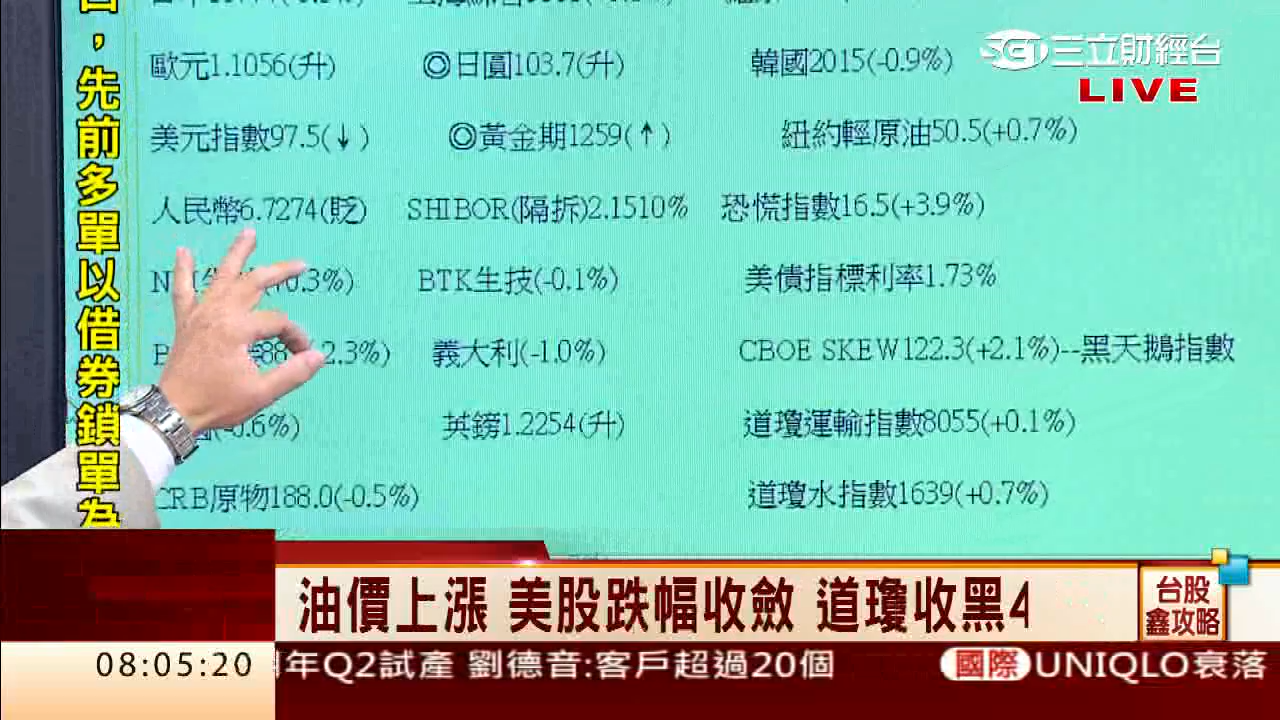 歐元1.1056(升) ◎日圓103.7(升) 韓國2015(-0.9%)
美元指數97.5(↓) ◎黃金期1259(↑) 紐約輕原油50.5(+0.7%)
人民幣6.7274(貶) SHIBOR(隔拆)2.1510% 恐慌指數16.5(+3.9%)
BTK生技(-0.1%) 美債指標利率1.73%
2.3%) 義大利(-1.0%) CBOE SKEW122.3(+2.1%)--黑天鵝指數
(-0.6%) 英鎊1.2254(升) 道瓊運輸指數8055(+0.1%)
CRB原物188.0(-0.5%) 道瓊水指數1639(+0.7%)
，先前多單以借券鎖單為
三立財經台
LIVE
油價上漲 美股跌幅收斂 道瓊收黑4
台股
鑫攻略
08:05:20
年Q2試產 劉德音:客戶超過20個 國際 UNIQLO衰落